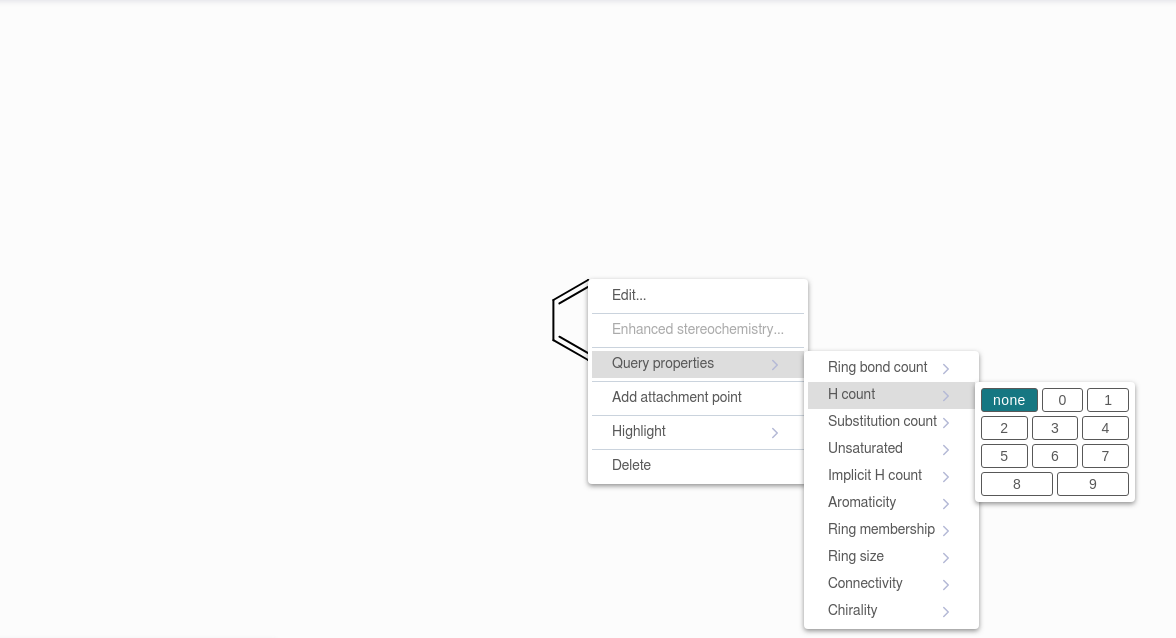 Edit...
Enhanced stereochemistry...
Query properties
Add attachment point
Highlight
Delete
Ring bond count
H count
Substitution count
Unsaturated
Implicit H count
Aromaticity
Ring membership
Ring size
Connectivity
Chirality
none 0 1
2 3 4
5 6 7
8 9